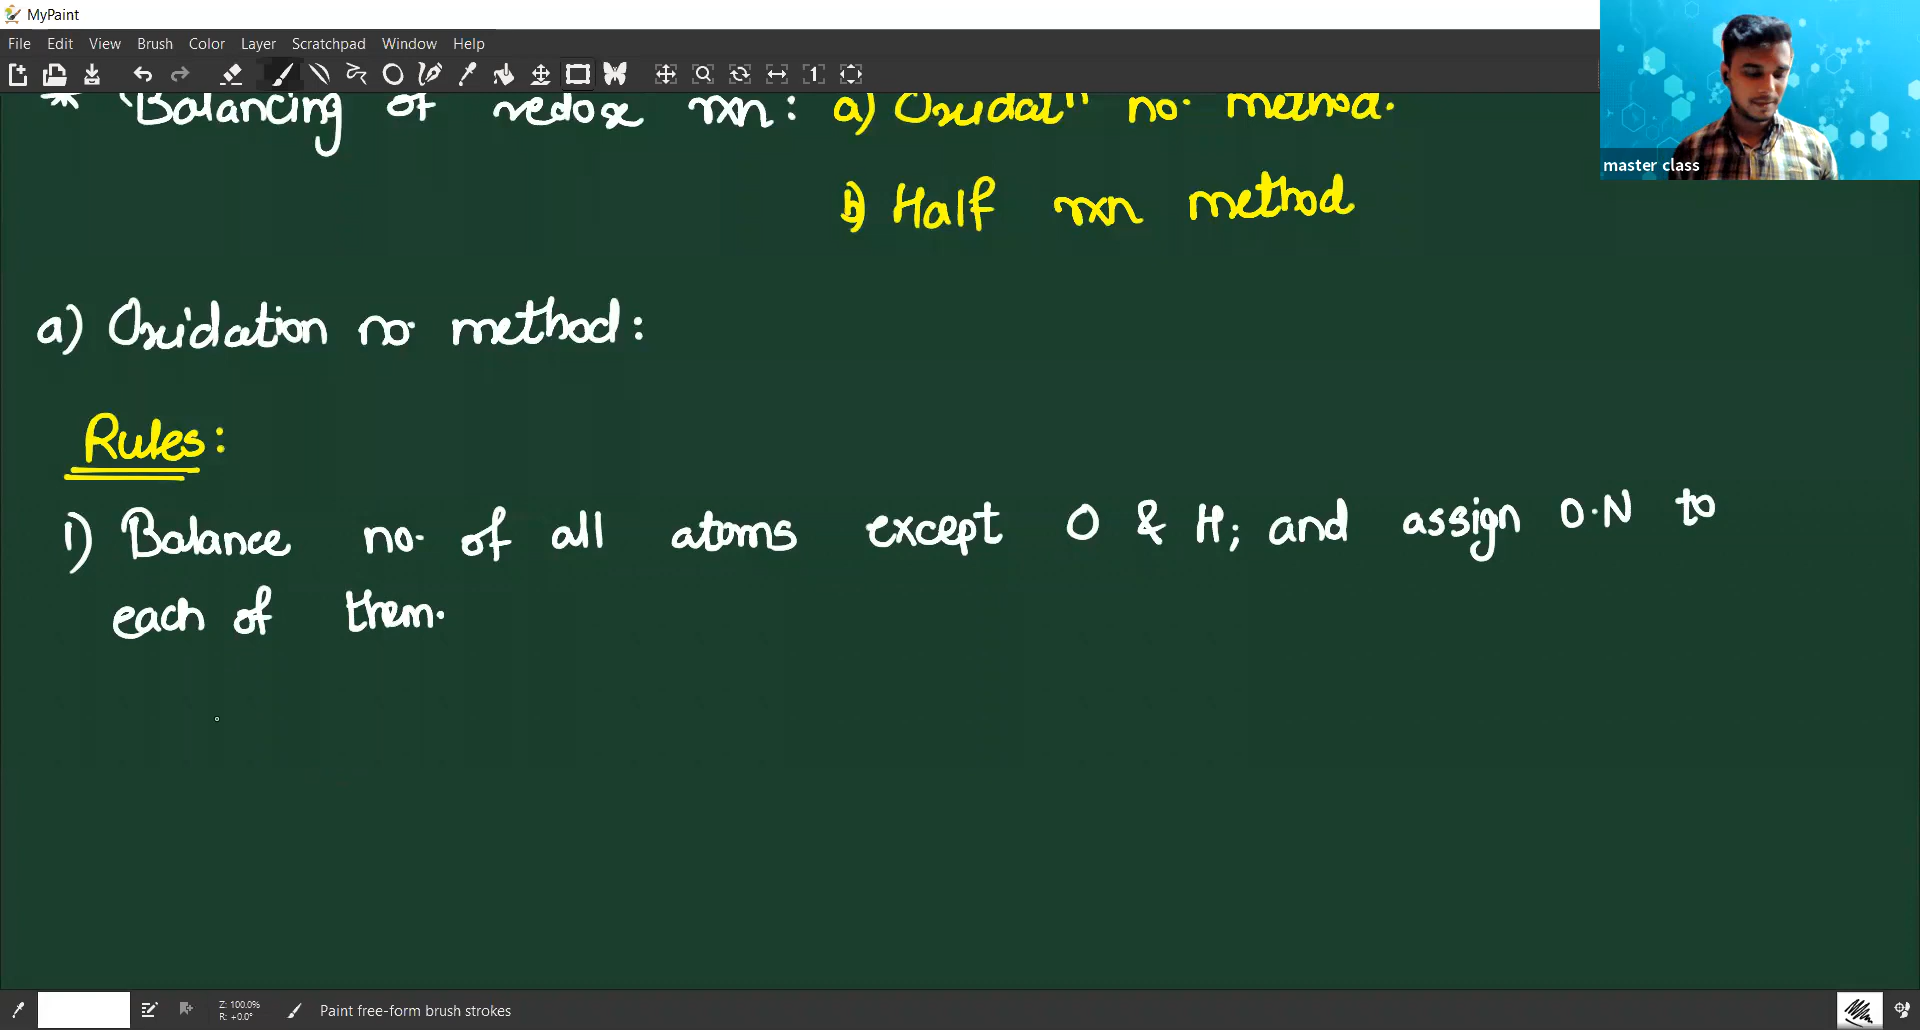 MyPaint
File Edit View Brush Color Layer Scratchpad Window Help
* Balancing of redox rxn: a) Oxidatⁿ no. method.
b) Half rxn method
master class
a) Oxidation no. method:
Rules:
1) Balance no. of all atoms except O & H; and assign O.N to
each of them.
Z: 100.0%
R: +0.0°
Paint free-form brush strokes